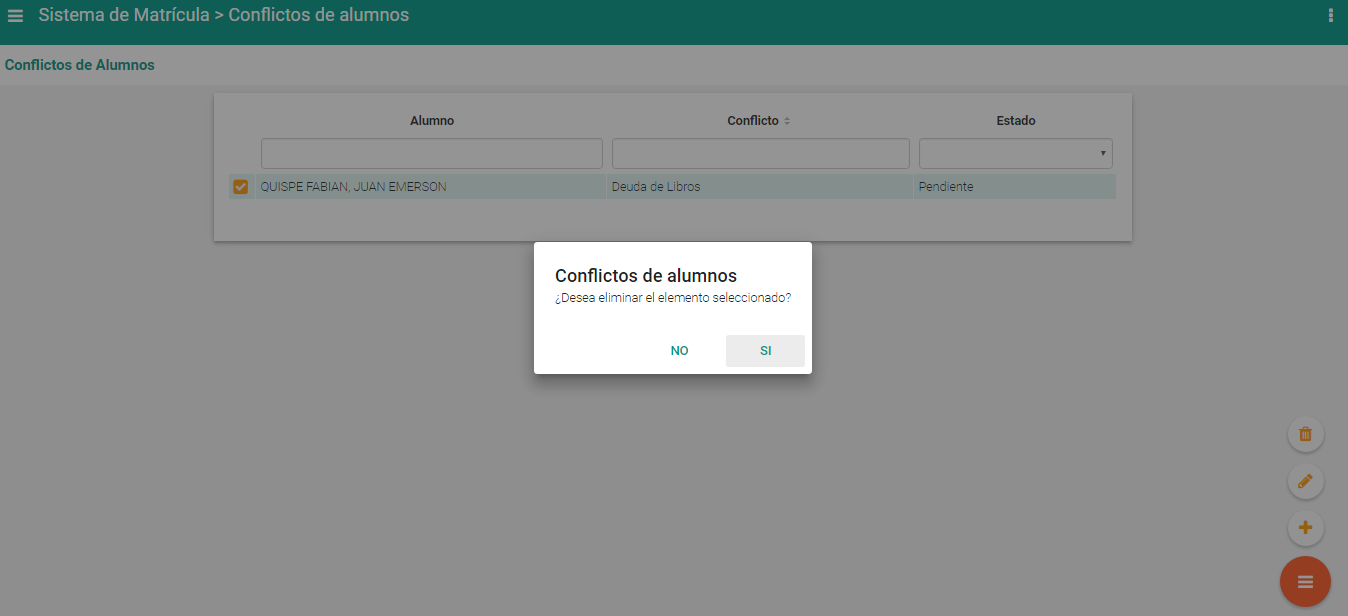 Sistema de Matrícula > Conflictos de alumnos
Conflictos de Alumnos
Alumno Conflicto Estado
QUISPE FABIAN, JUAN EMERSON Deuda de Libros Pendiente
Conflictos de alumnos
¿Desea eliminar el elemento seleccionado?
NO SI